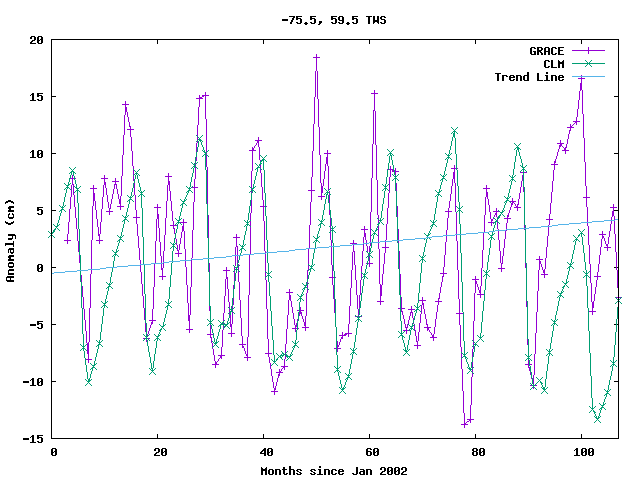 -75.5, 59.5 TWS
GRACE
CLM
Trend Line
20
15
10
5
0
-5
-10
-15
Anomaly (cm)
0 20 40 60 80 100
Months since Jan 2002